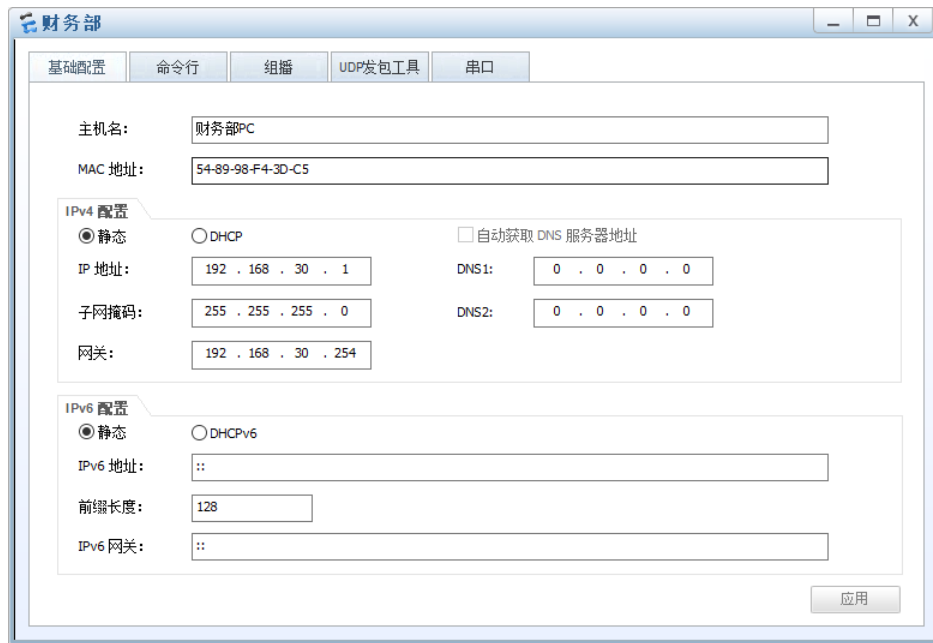 财务部
基础配置 命令行 组播 UDP发包工具 串口
主机名: 财务部PC
MAC 地址: 54-89-98-F4-3D-C5
IPv4 配置
静态 DHCP 自动获取 DNS 服务器地址
IP 地址: 192 . 168 . 30 . 1 DNS1: 0 . 0 . 0 . 0
子网掩码: 255 . 255 . 255 . 0 DNS2: 0 . 0 . 0 . 0
网关: 192 . 168 . 30 . 254
IPv6 配置
静态 DHCPv6
IPv6 地址: ::
前缀长度: 128
IPv6 网关: ::
应用